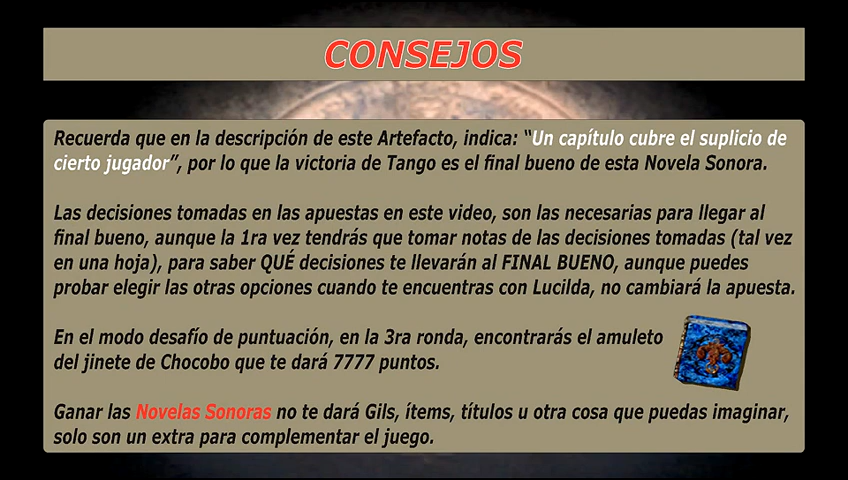 CONSEJOS
Recuerda que en la descripción de este Artefacto, indica: “Un capítulo cubre el suplicio de
cierto jugador”, por lo que la victoria de Tango es el final bueno de esta Novela Sonora.
Las decisiones tomadas en las apuestas en este video, son las necesarias para llegar al
final bueno, aunque la 1ra vez tendrás que tomar notas de las decisiones tomadas (tal vez
en una hoja), para saber QUÉ decisiones te llevarán al FINAL BUENO, aunque puedes
probar elegir las otras opciones cuando te encuentras con Lucilda, no cambiará la apuesta.
En el modo desafío de puntuación, en la 3ra ronda, encontrarás el amuleto
del jinete de Chocobo que te dará 7777 puntos.
Ganar las Novelas Sonoras no te dará Gils, ítems, títulos u otra cosa que puedas imaginar,
solo son un extra para complementar el juego.